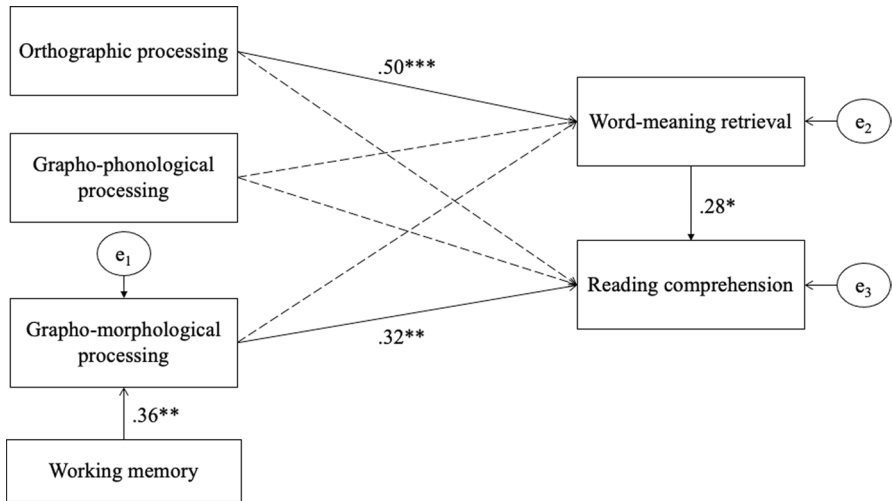 Orthographic processing
.50***
Word-meaning retrieval
e2
Grapho-phonological
processing
.28*
e1
Reading comprehension
e3
Grapho-morphological
processing
.32**
.36**
Working memory